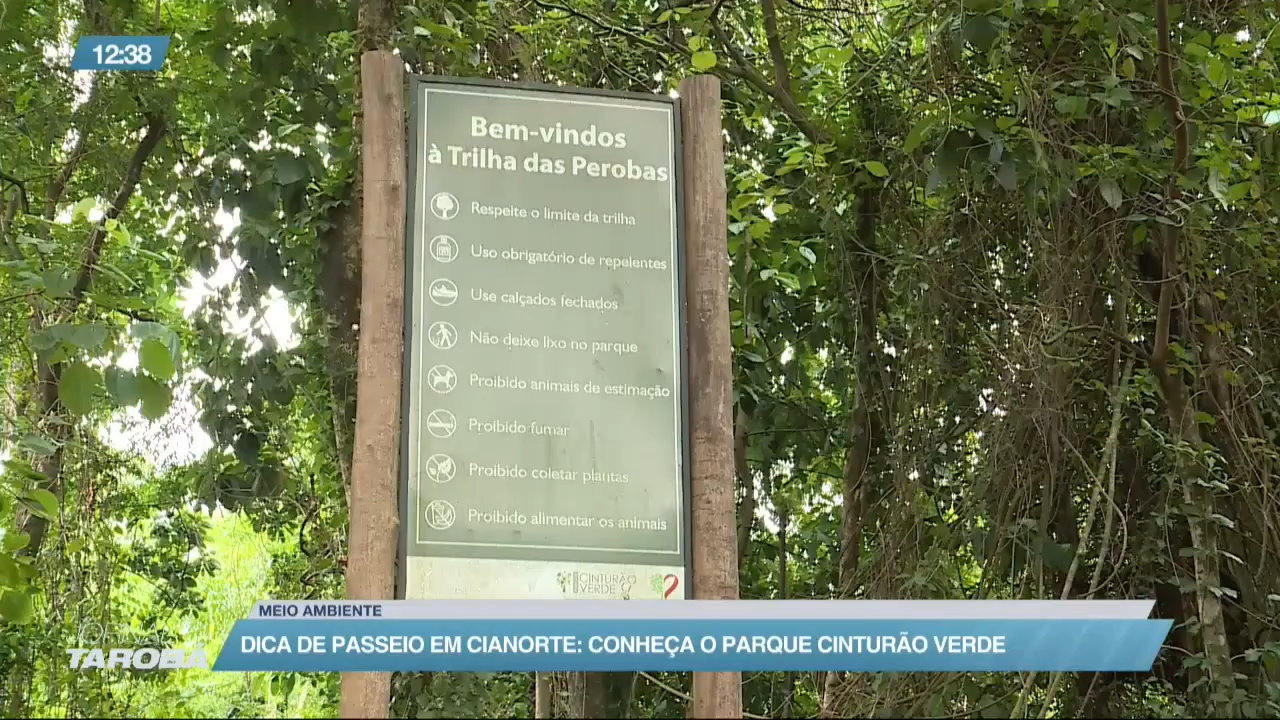 12:38
Bem-vindos
à Trilha das Perobas
Respeite o limite da trilha
Uso obrigatório de repelentes
Use calçados fechados
Não deixe lixo no parque
Proibido animais de estimação
Proibido fumar
Proibido coletar plantas
Proibido alimentar os animais
CINTURÃO
VERDE
MEIO AMBIENTE
DICA DE PASSEIO EM CIANORTE: CONHEÇA O PARQUE CINTURÃO VERDE
TAROBÁ